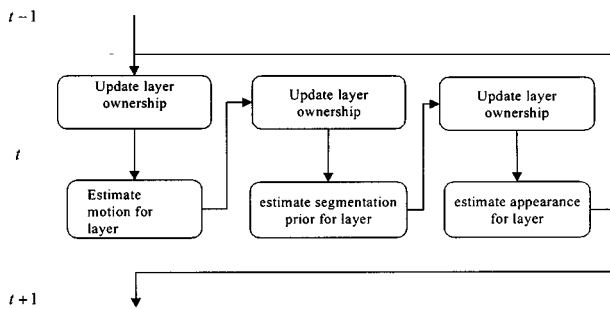 t-1
Update layer
ownership
Update layer
ownership
Update layer
ownership
t
Estimate
motion for
layer
estimate segmentation
prior for layer
estimate appearance
for layer
t+1